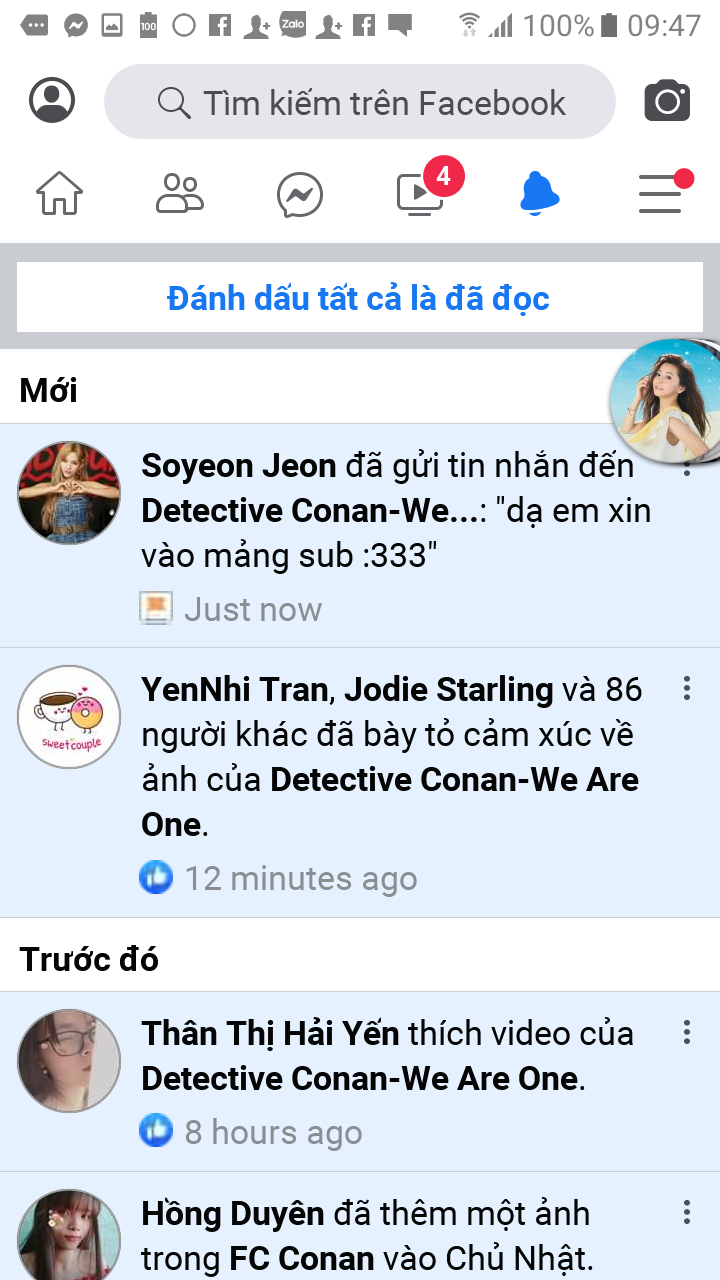 100
Zalo
100% 09:47
Tìm kiếm trên Facebook
4
Đánh dấu tất cả là đã đọc
Mới
Soyeon Jeon đã gửi tin nhắn đến
Detective Conan-We...: "dạ em xin
vào mảng sub :333"
Just now
sweet couple
YenNhi Tran, Jodie Starling và 86
người khác đã bày tỏ cảm xúc về
ảnh của Detective Conan-We Are
One.
12 minutes ago
Trước đó
Thân Thị Hải Yến thích video của
Detective Conan-We Are One.
8 hours ago
Hồng Duyên đã thêm một ảnh
trong FC Conan vào Chủ Nhật.